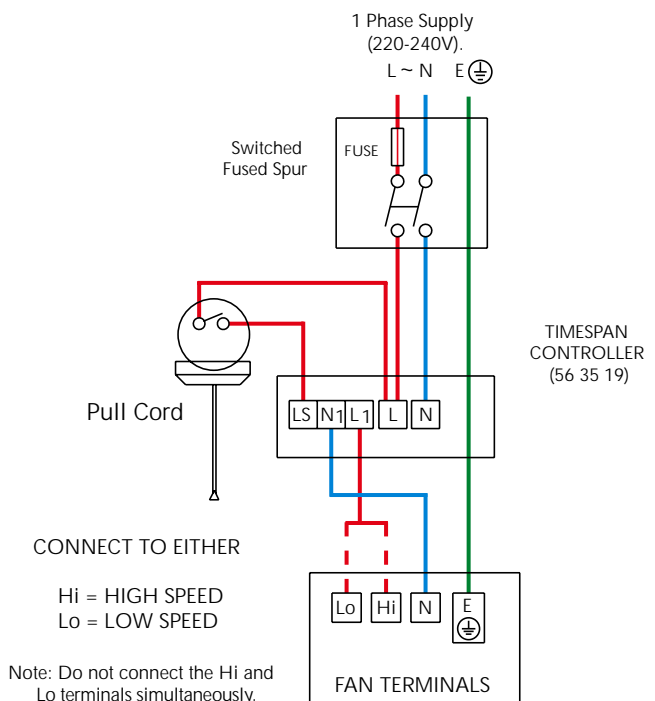 1 Phase Supply
(220-240V).
L ~ N E
Switched
Fused Spur
FUSE
TIMESPAN
CONTROLLER
(56 35 19)
Pull Cord
LS N1 L1 L N
CONNECT TO EITHER
Hi = HIGH SPEED
Lo = LOW SPEED
Lo Hi N E
Note: Do not connect the Hi and
Lo terminals simultaneously.
FAN TERMINALS